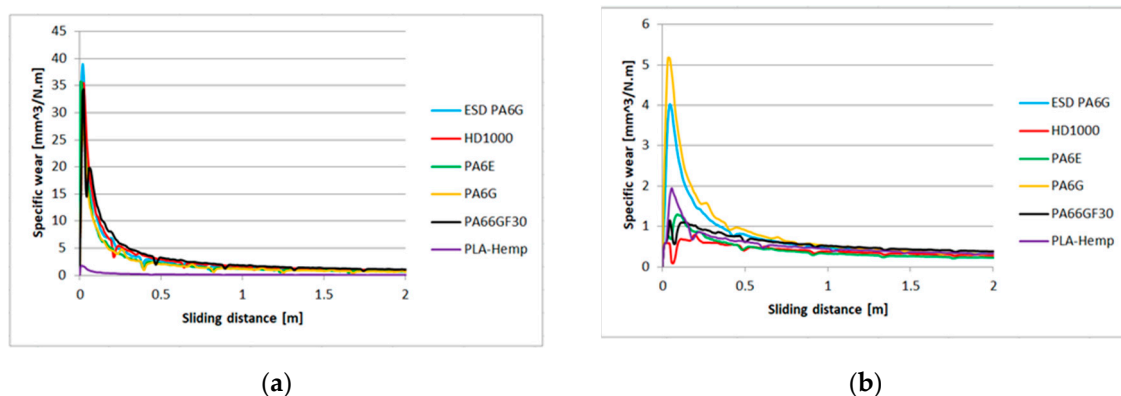 Specific wear [mm^3/N.m]
45
40
35
30
25
20
15
10
5
0
0 0.5 1 1.5 2
Sliding distance [m]
ESD PA6G
HD1000
PA6E
PA6G
PA66GF30
PLA-Hemp
(a)
Specific wear [mm^3/N.m]
6
5
4
3
2
1
0
0 0.5 1 1.5 2
Sliding distance [m]
ESD PA6G
HD1000
PA6E
PA6G
PA66GF30
PLA-Hemp
(b)